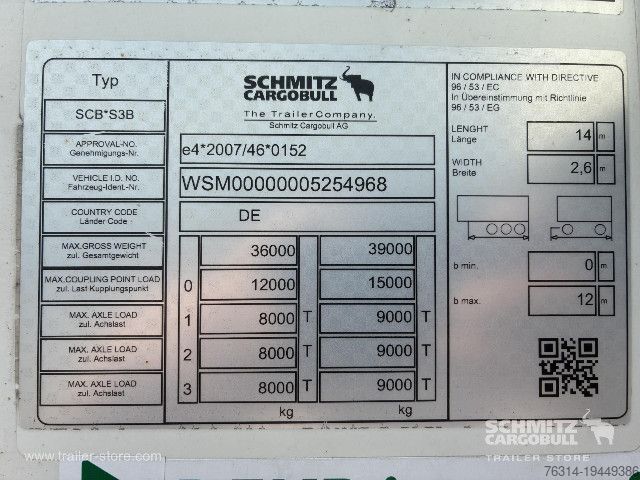 Typ
SCB*S3B
APPROVAL-NO.
Genehmigungs-Nr.
VEHICLE I.D. NO.
Fahrzeug-Ident.-Nr.
COUNTRY CODE
Länder Code
MAX.GROSS WEIGHT
zul. Gesamtgewicht
MAX.COUPLING POINT LOAD
zul. Last Kupplungspunkt
MAX. AXLE LOAD
zul. Achslast
MAX. AXLE LOAD
zul. Achslast
MAX. AXLE LOAD
zul. Achslast
SCHMITZ
CARGOBULL
The TrailerCompany.
Schmitz Cargobull AG
e4*2007/46*0152
WSM00000005254968
DE
36000 39000
0 12000 15000
1 8000 T 9000 T
2 8000 T 9000 T
3 8000 T 9000 T
kg kg
IN COMPLIANCE WITH DIRECTIVE
96 / 53 / EC
In Übereinstimmung mit Richtlinie
96 / 53 / EG
LENGHT
Länge
14 m
WIDTH
Breite
2,6 m
b min. 0 m
b max. 12 m
SCHMITZ
CARGOBULL
TRAILER STORE
www.trailer-store.com
76314-19449386